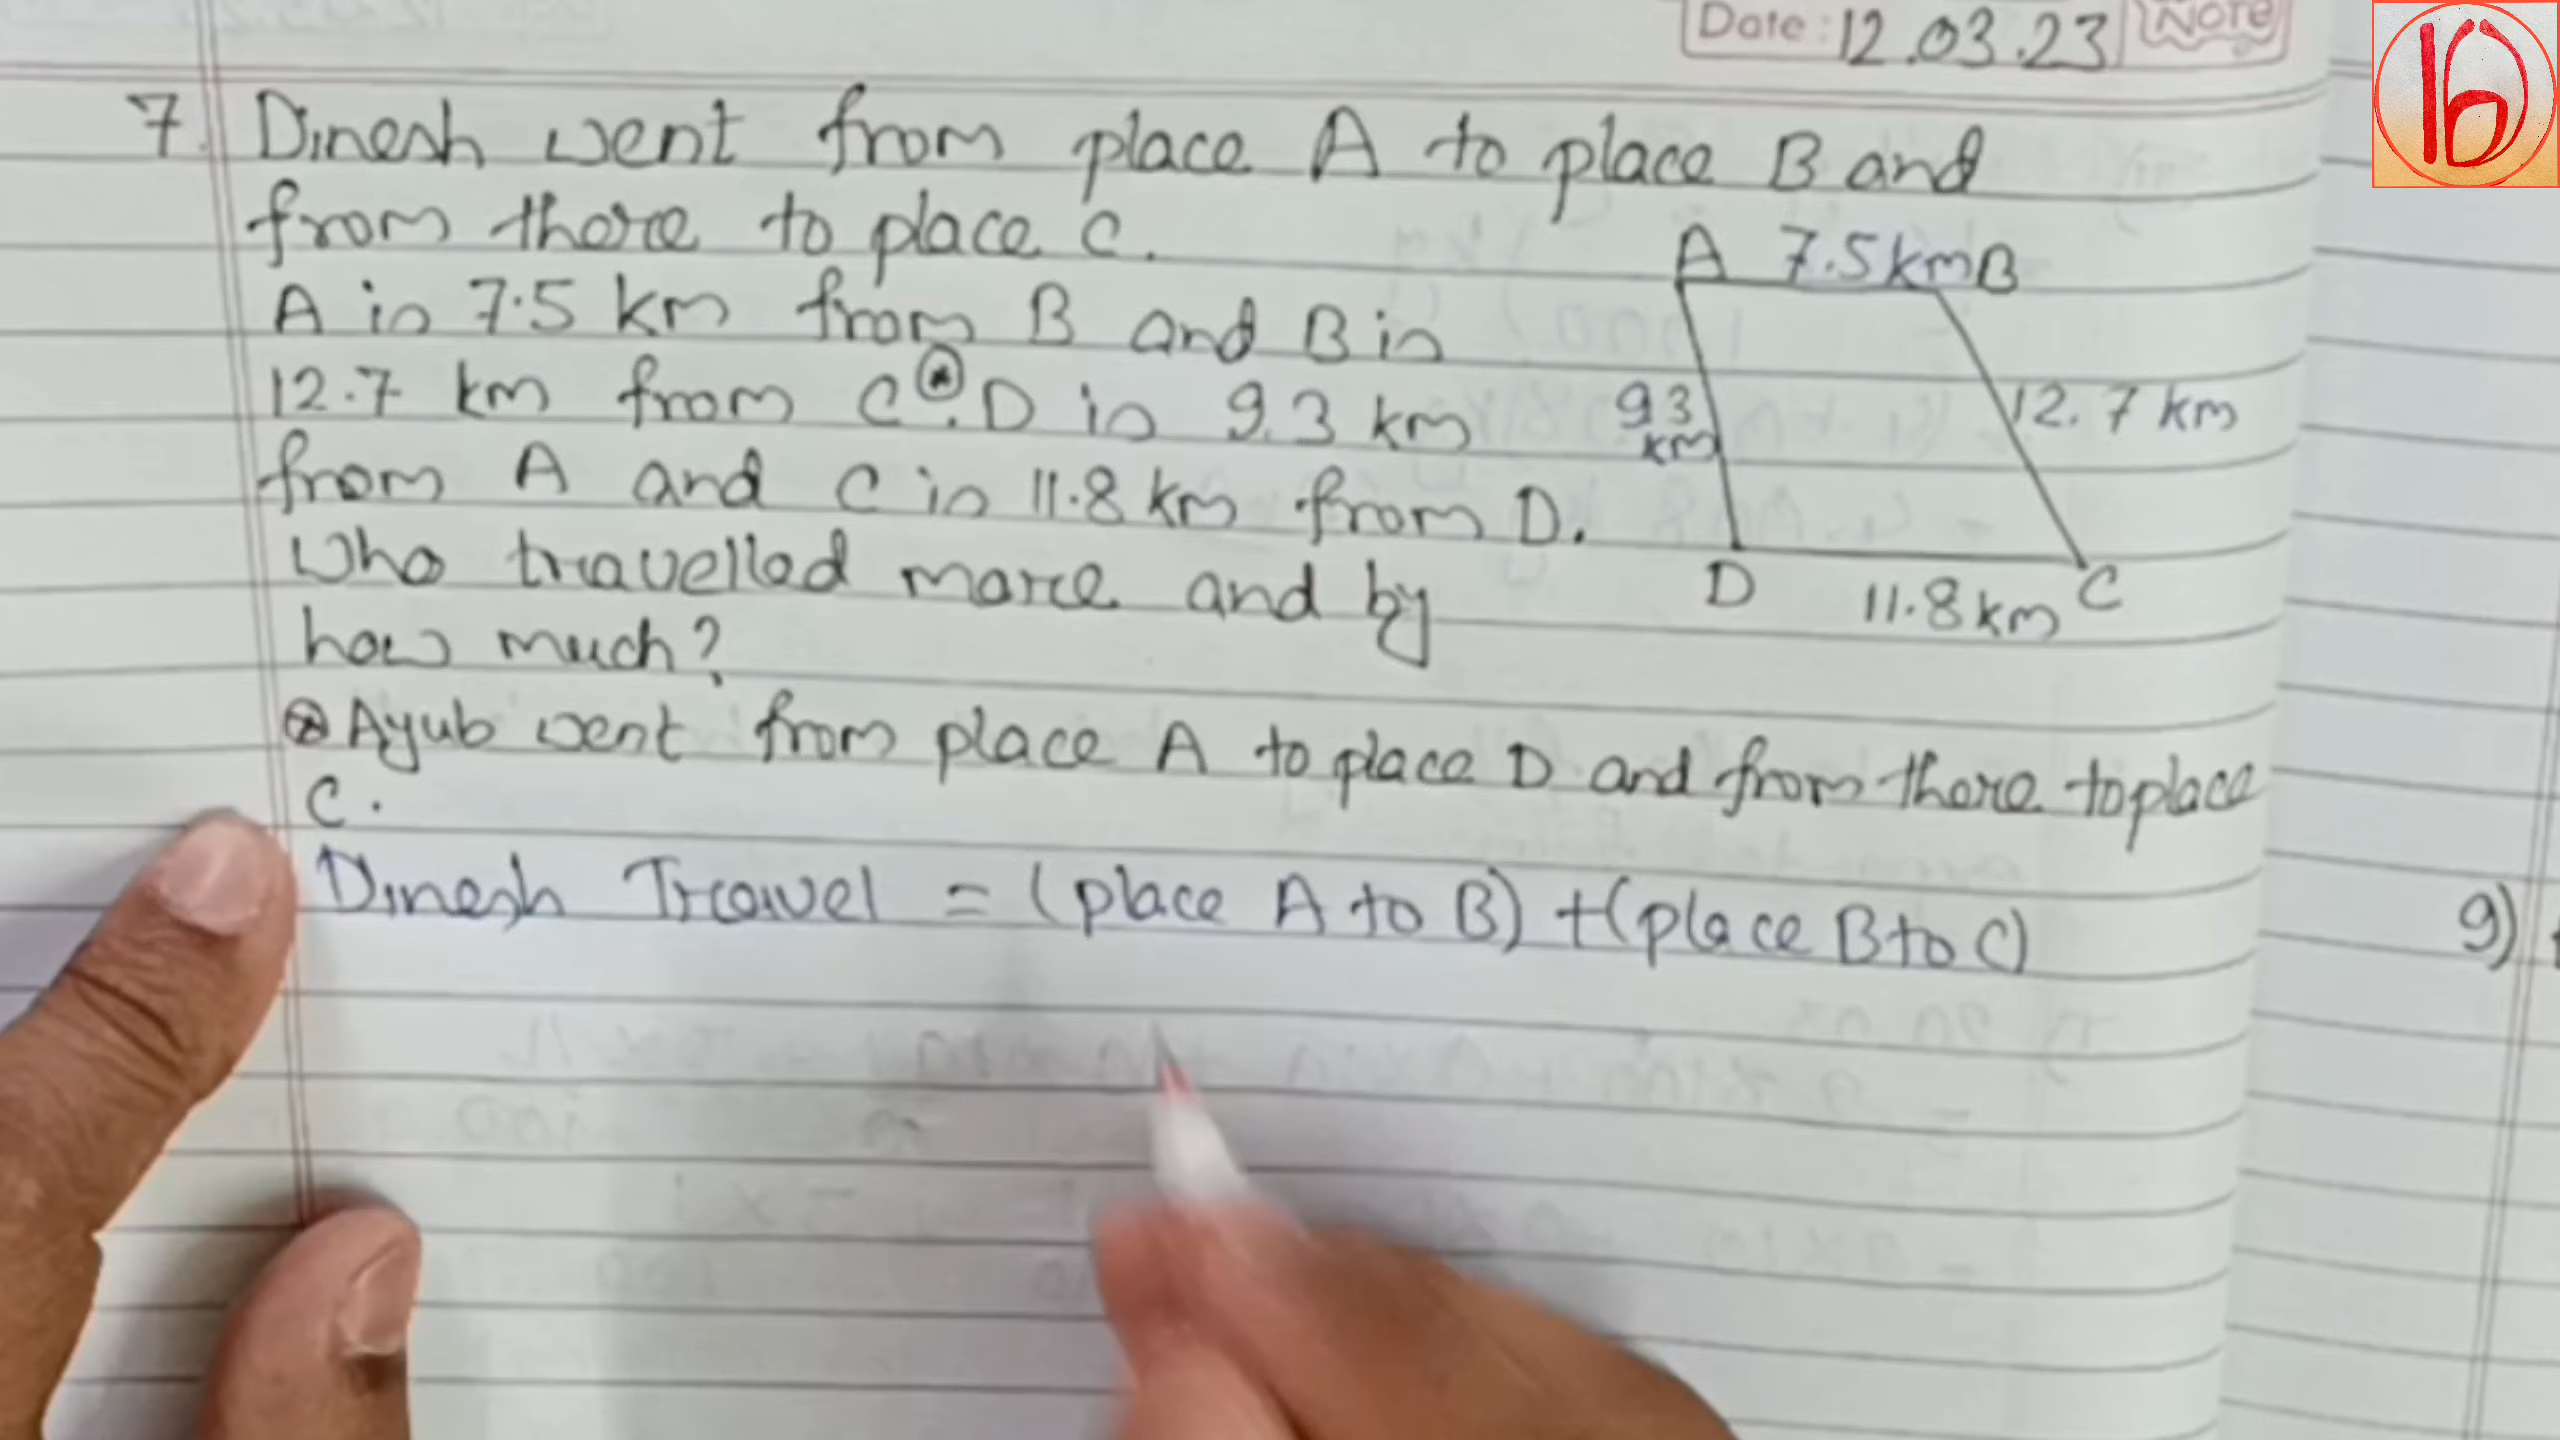 Date: 12.03.23
Note
7. Dinesh went from place A to place B and
from there to place C.
A is 7.5 km from B and B is
12.7 km from C. D is 9.3 km
from A and C is 11.8 km from D.
Who travelled more and by
how much?
Ayub went from place A to place D and from there to place
C.
A 7.5 km B
9.3
km
12.7 km
D 11.8 km C
Dinesh Travel = (place A to B) + (place B to C)
9)